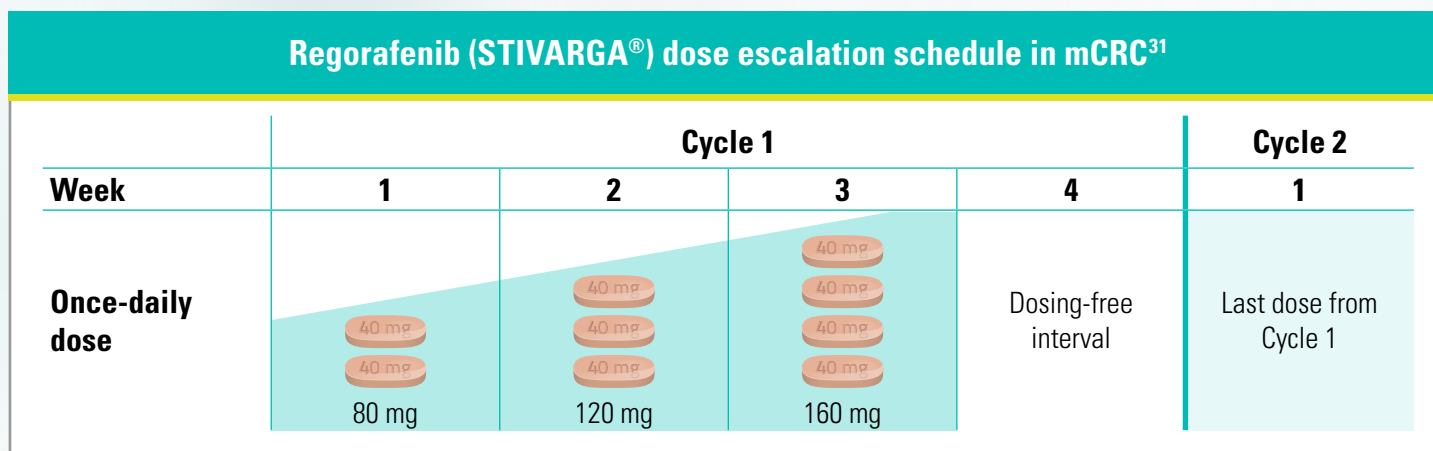 Regorafenib (STIVARGA®) dose escalation schedule in mCRC³¹
Cycle 1 Cycle 2
Week 1 2 3 4 1
Once-daily
dose
40 mg
40 mg
80 mg
40 mg
40 mg
40 mg
120 mg
40 mg
40 mg
40 mg
40 mg
160 mg
Dosing-free
interval
Last dose from
Cycle 1